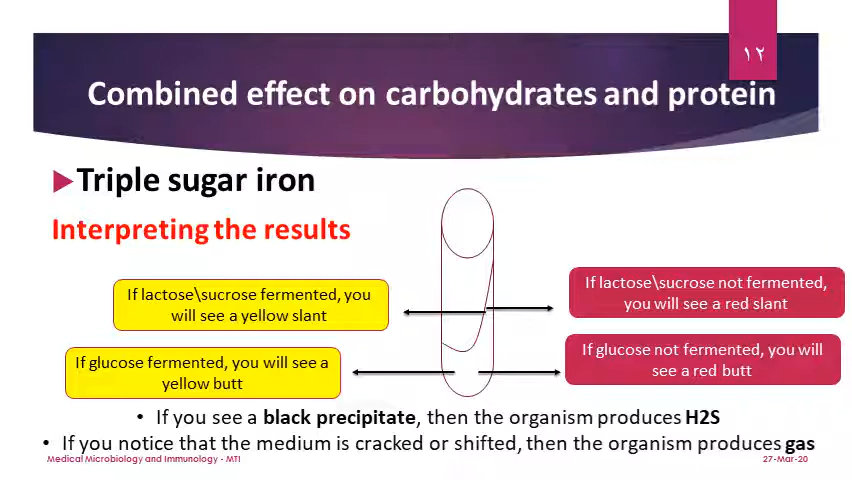 ١٢
Combined effect on carbohydrates and protein
Triple sugar iron
Interpreting the results
If lactose\sucrose fermented, you
will see a yellow slant
If lactose\sucrose not fermented,
you will see a red slant
If glucose fermented, you will see a
yellow butt
If glucose not fermented, you will
see a red butt
• If you see a black precipitate, then the organism produces H2S
• If you notice that the medium is cracked or shifted, then the organism produces gas
Medical Microbiology and Immunology - MTI
27-Mar-20